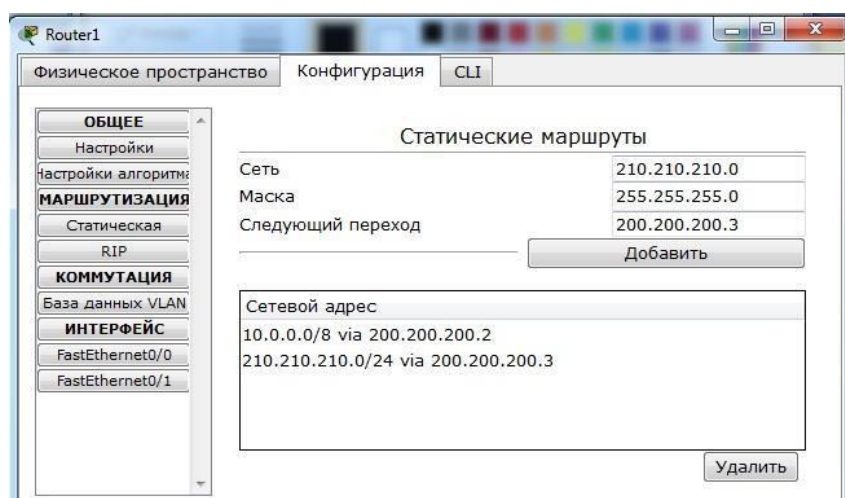 Router1
Физическое пространство
Конфигурация
CLI
ОБЩЕЕ
Настройки
Настройки алгоритма
МАРШРУТИЗАЦИЯ
Статическая
RIP
КОММУТАЦИЯ
База данных VLAN
ИНТЕРФЕЙС
FastEthernet0/0
FastEthernet0/1
Статические маршруты
Сеть 210.210.210.0
Маска 255.255.255.0
Следующий переход 200.200.200.3
Добавить
Сетевой адрес
10.0.0.0/8 via 200.200.200.2
210.210.210.0/24 via 200.200.200.3
Удалить